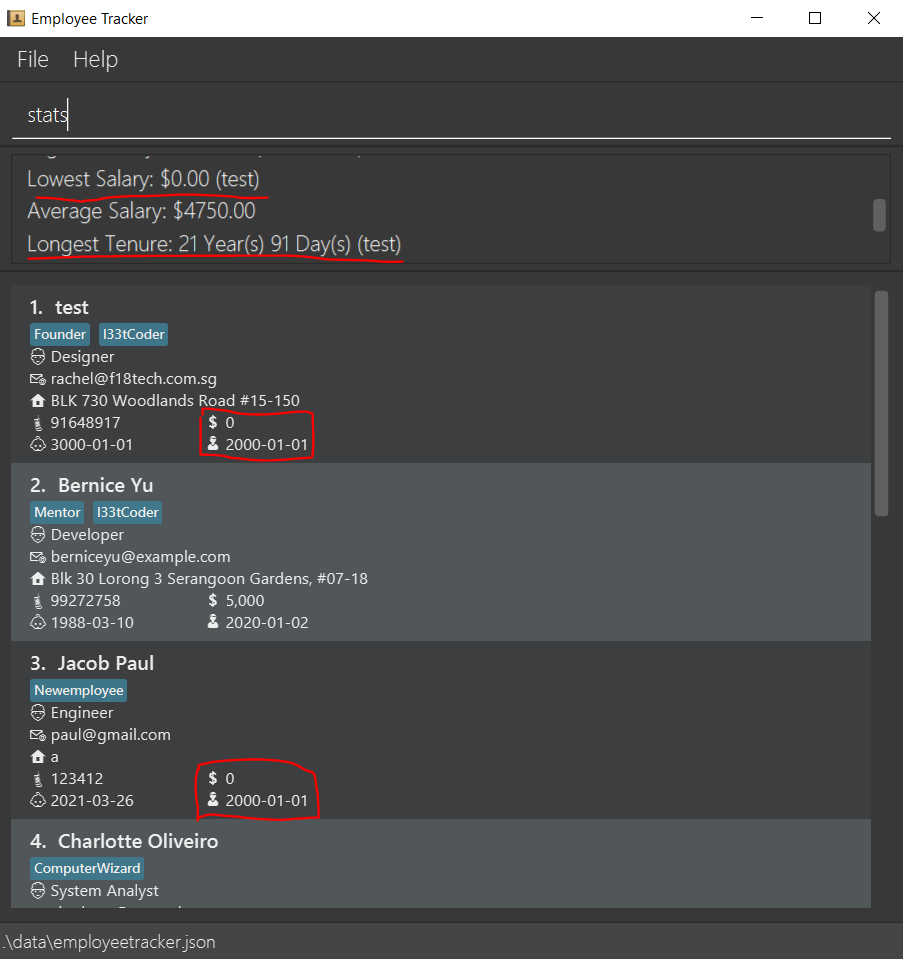 Employee Tracker
File Help
stats
Lowest Salary: $0.00 (test)
Average Salary: $4750.00
Longest Tenure: 21 Year(s) 91 Day(s) (test)
1. test
Founder l33tCoder
Designer
rachel@f18tech.com.sg
BLK 730 Woodlands Road #15-150
91648917 $ 0
3000-01-01 2000-01-01
2. Bernice Yu
Mentor l33tCoder
Developer
berniceyu@example.com
Blk 30 Lorong 3 Serangoon Gardens, #07-18
99272758 $ 5,000
1988-03-10 2020-01-02
3. Jacob Paul
Newemployee
Engineer
paul@gmail.com
a
123412 $ 0
2021-03-26 2000-01-01
4. Charlotte Oliveiro
ComputerWizard
System Analyst
.\data\employeetracker.json